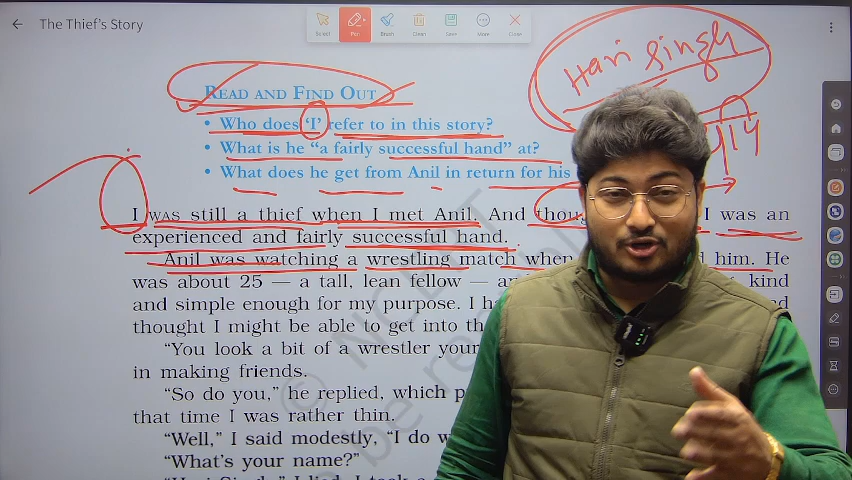 The Thief's Story
Select Pen Brush Clean Save More Close
Hari Singh
READ AND FIND OUT
• Who does 'I' refer to in this story?
114
• What is he "a fairly successful hand" at?
• What does he get from Anil in return for his
I was still a thief when I met Anil. And thoug I was an
experienced and fairly successful hand.
Anil was watching a wrestling match when him. He
was about 25 — a tall, lean fellow — kind
and simple enough for my purpose. I
thought I might be able to get into
"You look a bit of a wrestler
in making friends.
"So do you," he replied, which
that time I was rather thin.
"Well," I said modestly, "I do
"What's your name?"
© NCERT
be